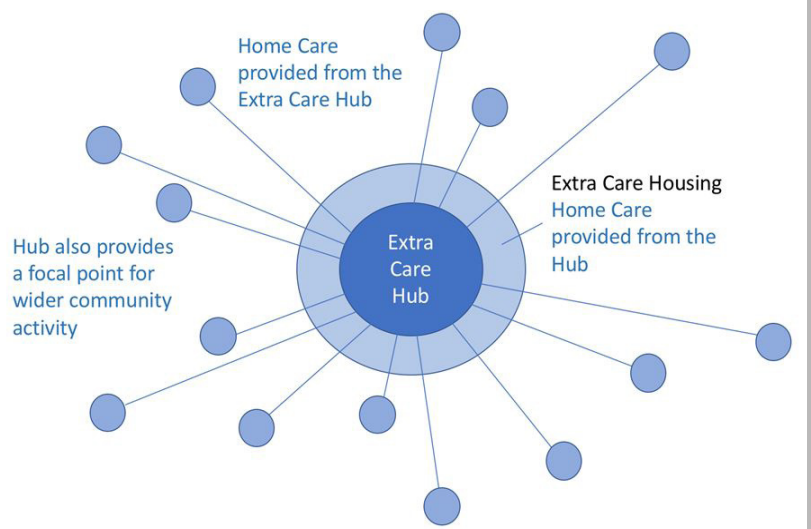 Home Care
provided from the
Extra Care Hub
Extra Care Housing
Home Care
provided from the
Hub
Extra
Care
Hub
Hub also provides
a focal point for
wider community
activity